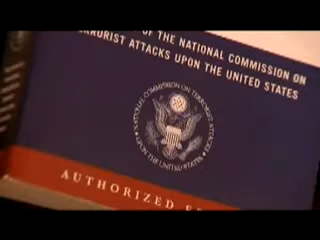 OF THE NATIONAL COMMISSION ON
TERRORIST ATTACKS UPON THE UNITED STATES
NATIONAL COMMISSION ON TERRORIST ATTACKS
UPON THE UNITED STATES
AUTHORIZED